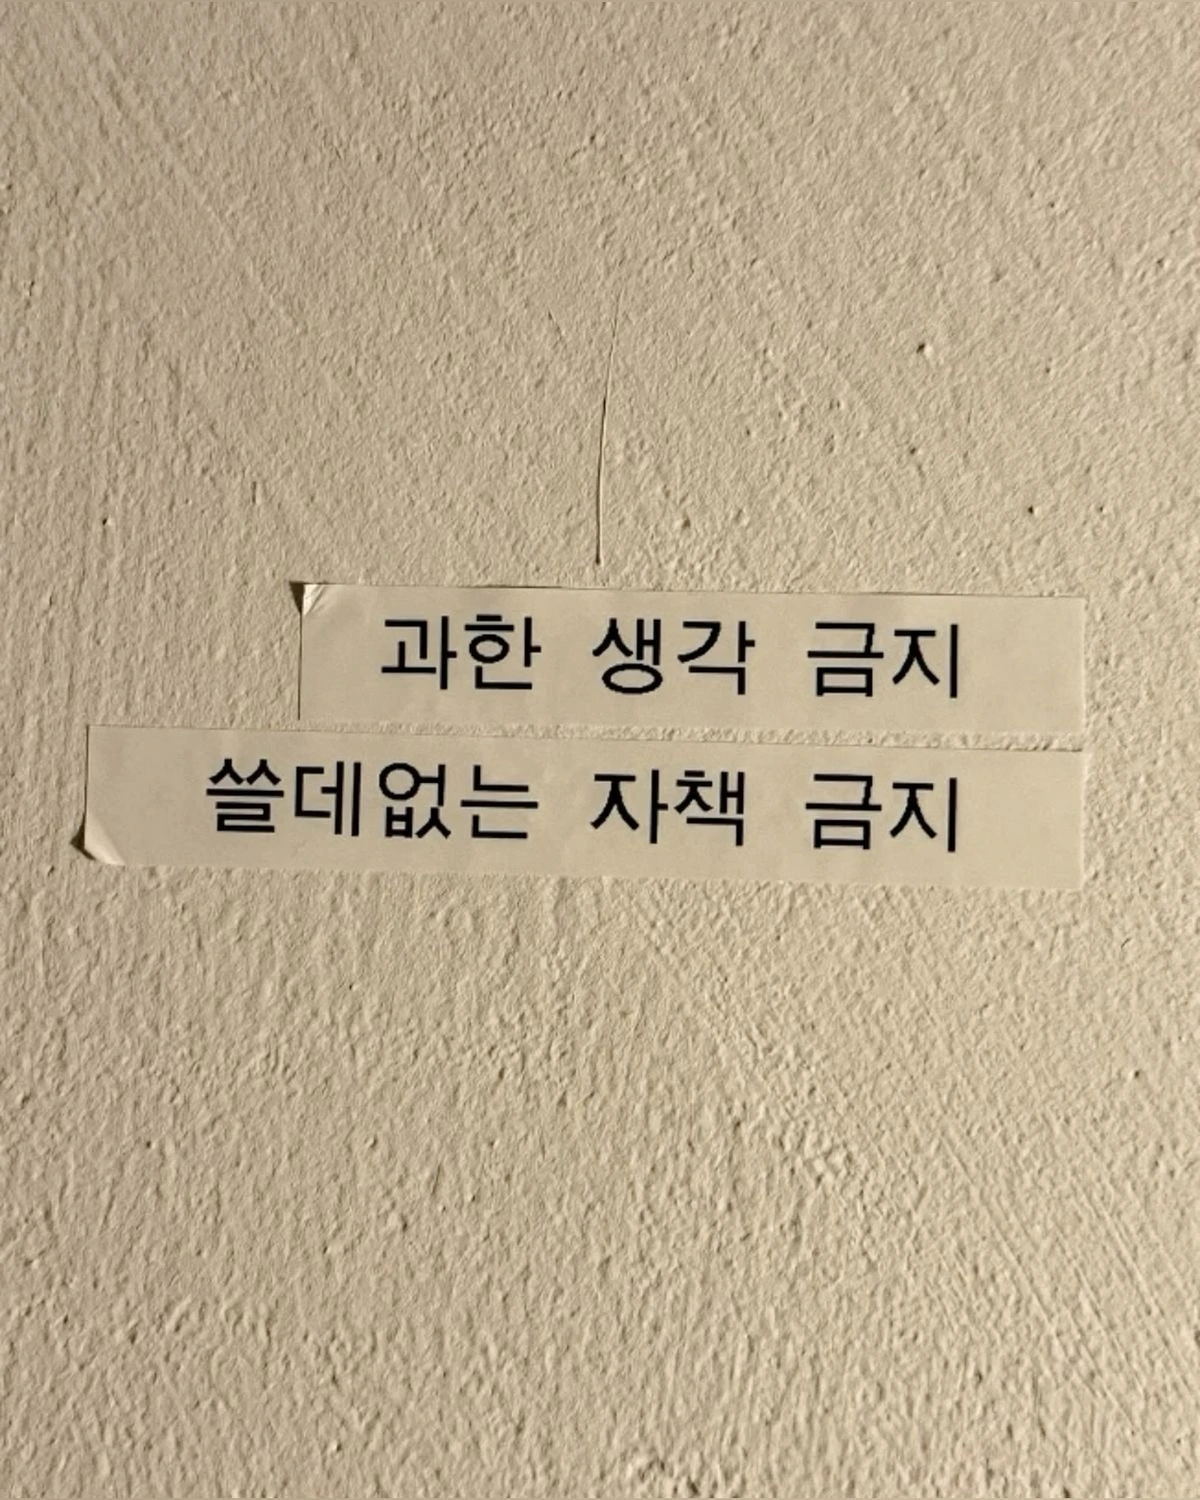 과한 생각 금지
쓸데없는 자책 금지